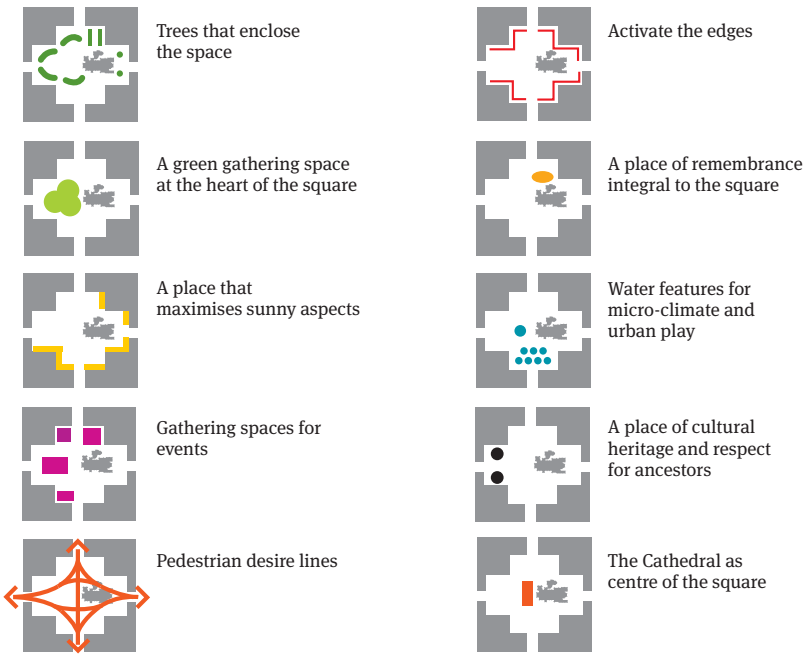 Trees that enclose
the space
Activate the edges
A green gathering space
at the heart of the square
A place of remembrance
integral to the square
A place that
maximises sunny aspects
Water features for
micro-climate and
urban play
Gathering spaces for
events
A place of cultural
heritage and respect
for ancestors
Pedestrian desire lines
The Cathedral as
centre of the square